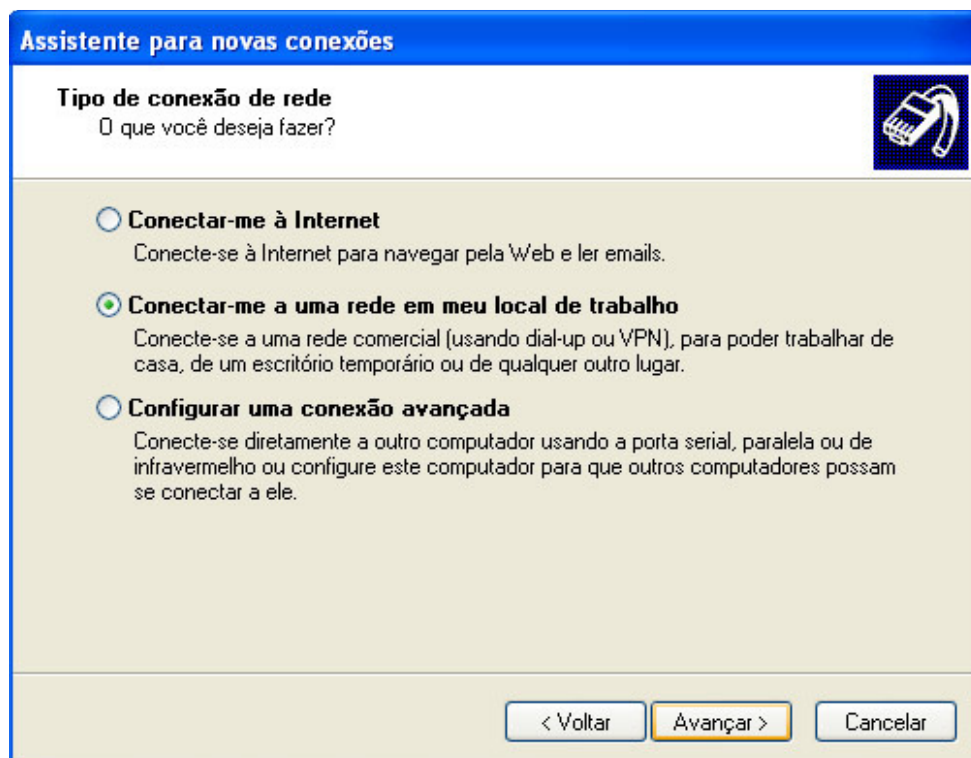 Assistente para novas conexões
Tipo de conexão de rede
O que você deseja fazer?
Conectar-me à Internet
Conecte-se à Internet para navegar pela Web e ler emails.
Conectar-me a uma rede em meu local de trabalho
Conecte-se a uma rede comercial (usando dial-up ou VPN), para poder trabalhar de
casa, de um escritório temporário ou de qualquer outro lugar.
Configurar uma conexão avançada
Conecte-se diretamente a outro computador usando a porta serial, paralela ou de
infravermelho ou configure este computador para que outros computadores possam
se conectar a ele.
< Voltar Avançar > Cancelar